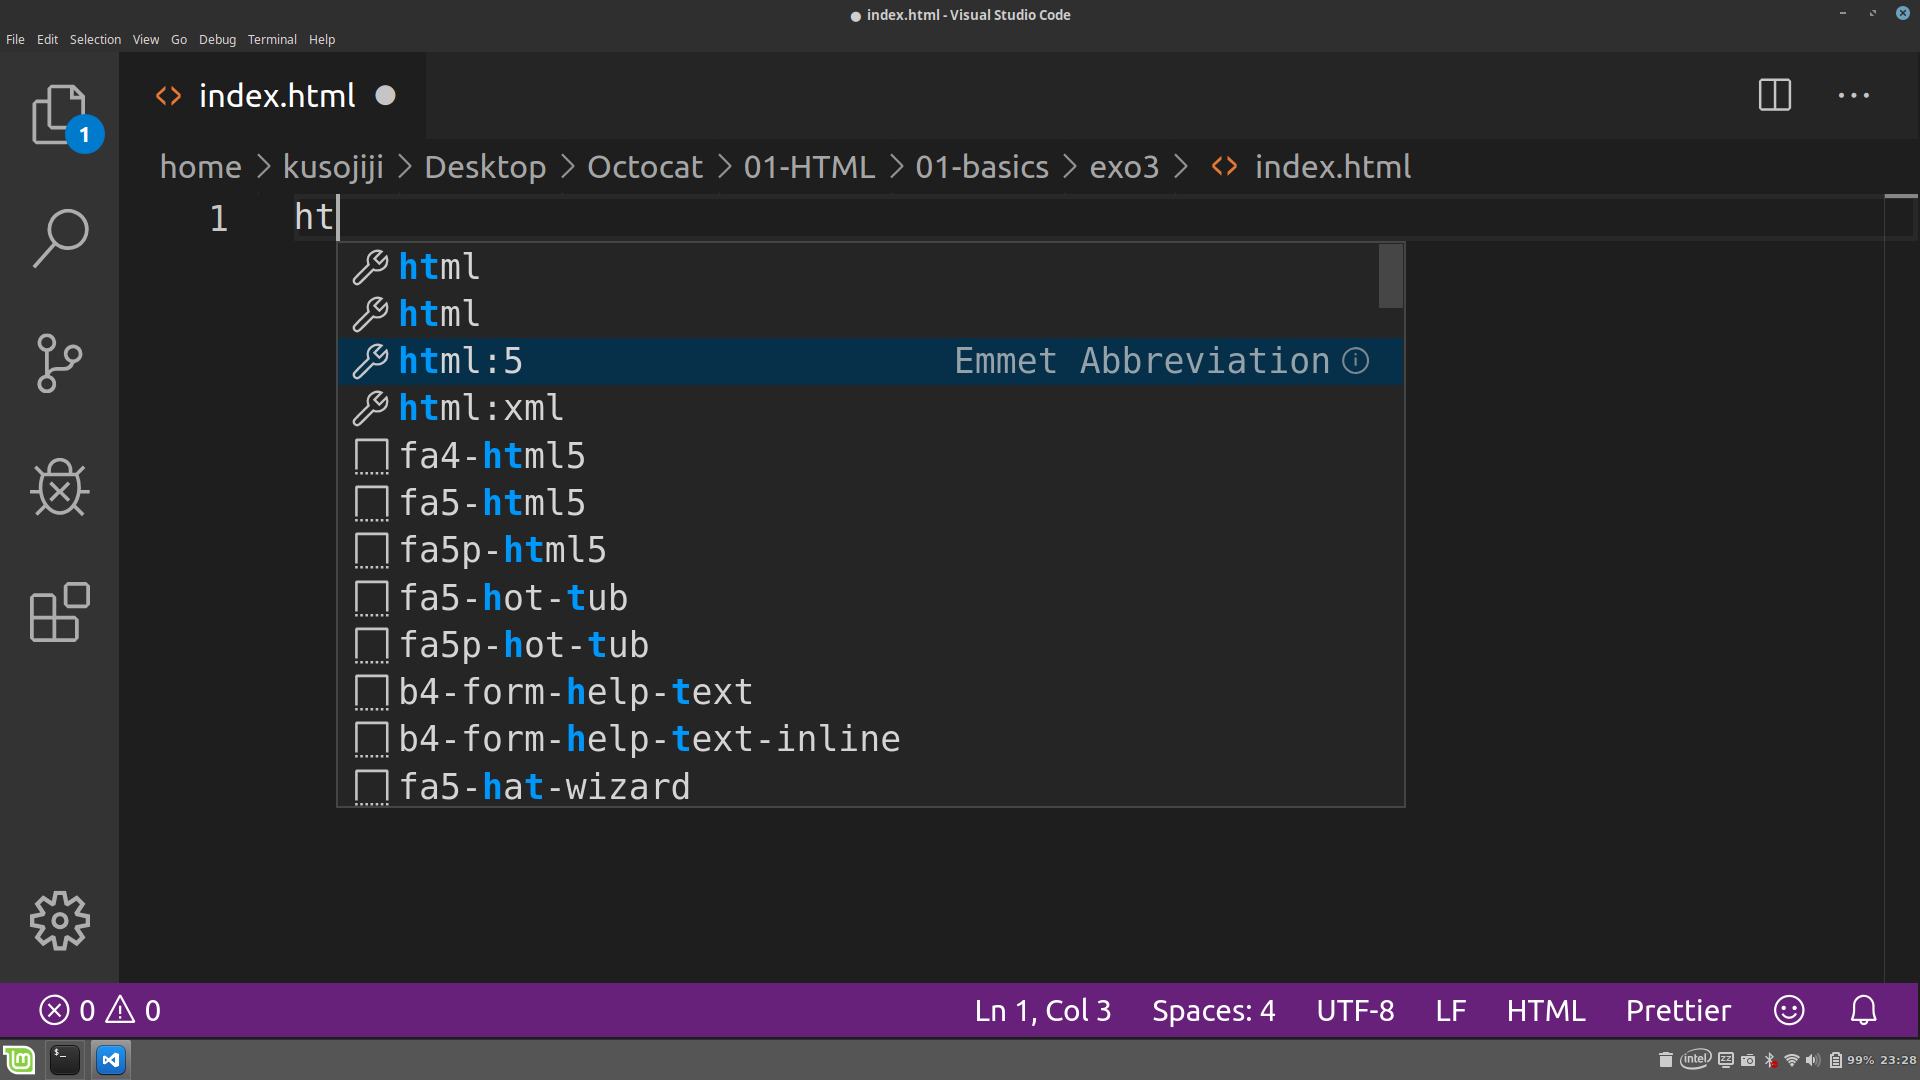 index.html - Visual Studio Code
File Edit Selection View Go Debug Terminal Help
index.html
1
home > kusojiji > Desktop > Octocat > 01-HTML > 01-basics > exo3 > <> index.html
1 ht
html
html
html:5 Emmet Abbreviation
html:xml
fa4-html5
fa5-html5
fa5p-html5
fa5-hot-tub
fa5p-hot-tub
b4-form-help-text
b4-form-help-text-inline
fa5-hat-wizard
0 0 Ln 1, Col 3 Spaces: 4 UTF-8 LF HTML Prettier
$_ intel zz 99% 23:28